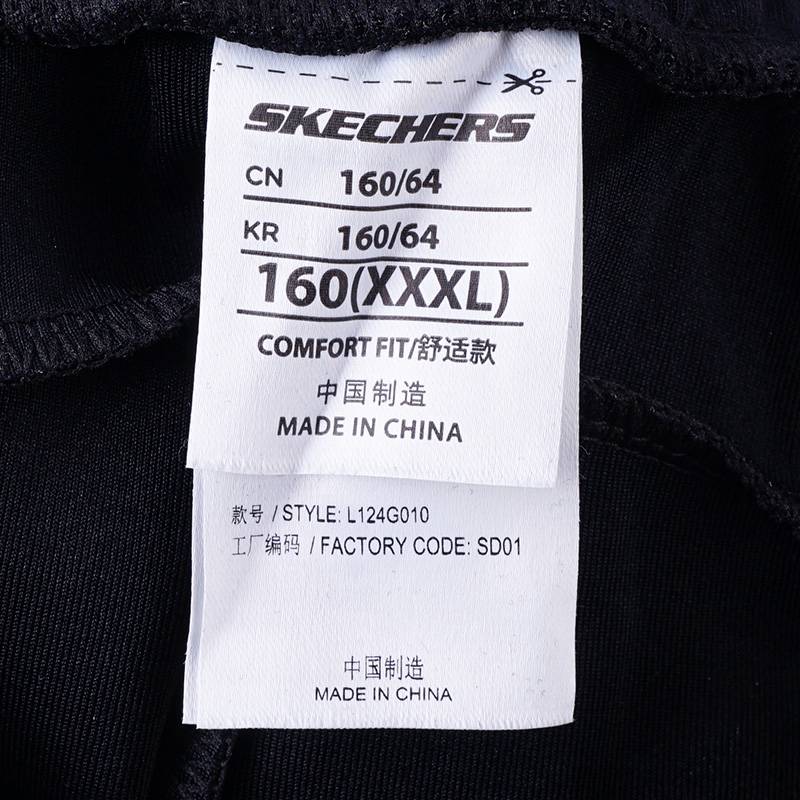 SKECHERS
CN 160/64
KR 160/64
160(XXXL)
COMFORT FIT/舒适款
中国制造
MADE IN CHINA
款号 / STYLE: L124G010
工厂编码 / FACTORY CODE: SD01
中国制造
MADE IN CHINA